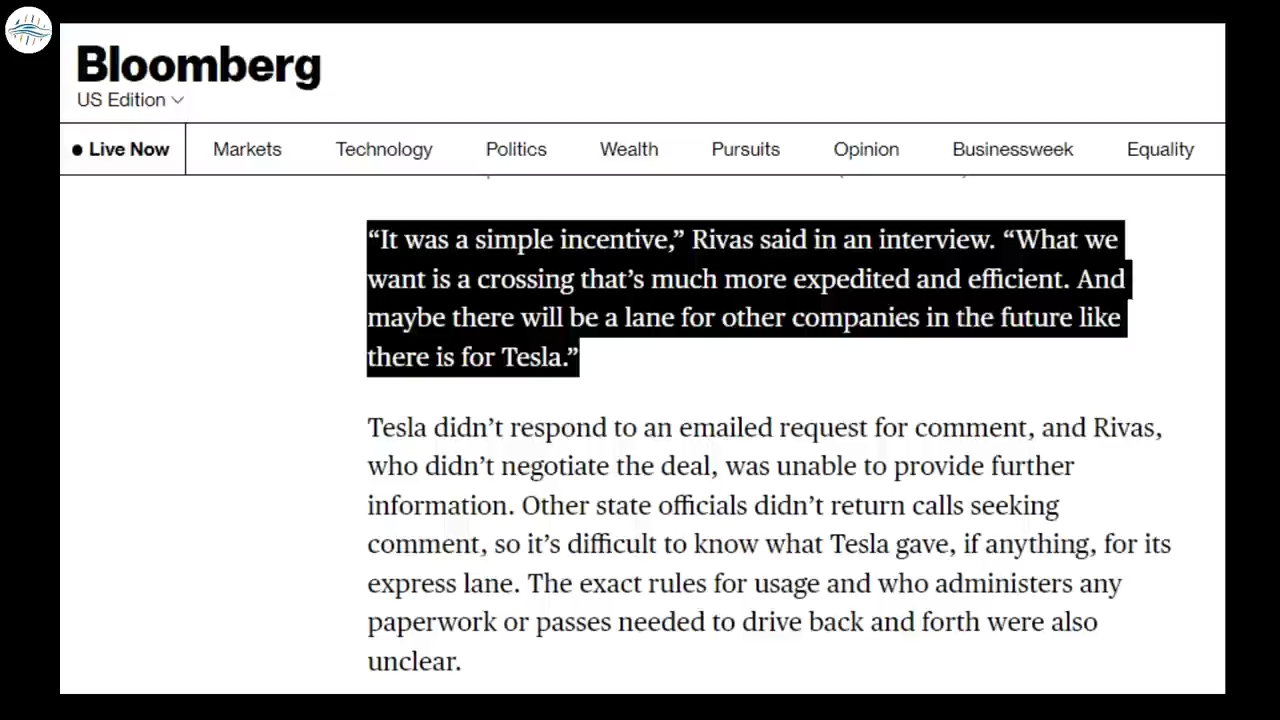 Bloomberg
US Edition
Live Now Markets Technology Politics Wealth Pursuits Opinion Businessweek Equality
“It was a simple incentive,” Rivas said in an interview. “What we
want is a crossing that’s much more expedited and efficient. And
maybe there will be a lane for other companies in the future like
there is for Tesla.”
Tesla didn’t respond to an emailed request for comment, and Rivas,
who didn’t negotiate the deal, was unable to provide further
information. Other state officials didn’t return calls seeking
comment, so it’s difficult to know what Tesla gave, if anything, for its
express lane. The exact rules for usage and who administers any
paperwork or passes needed to drive back and forth were also
unclear.